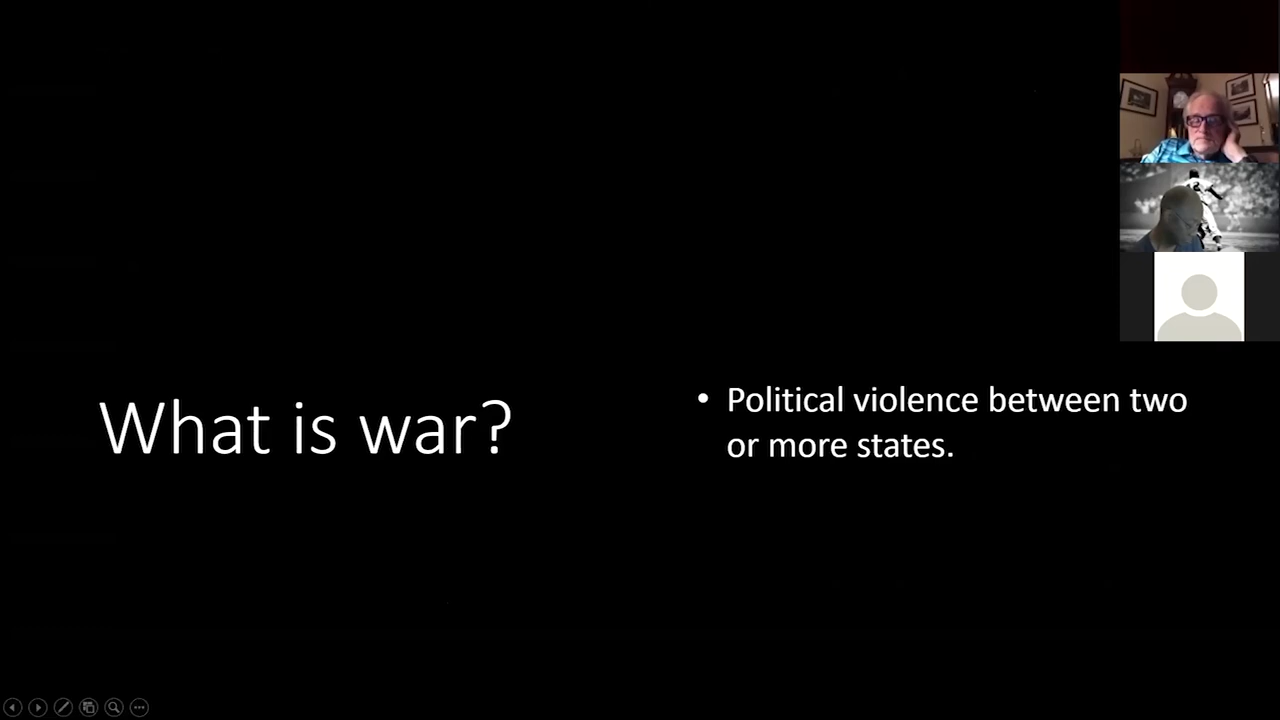 What is war?
• Political violence between two
or more states.